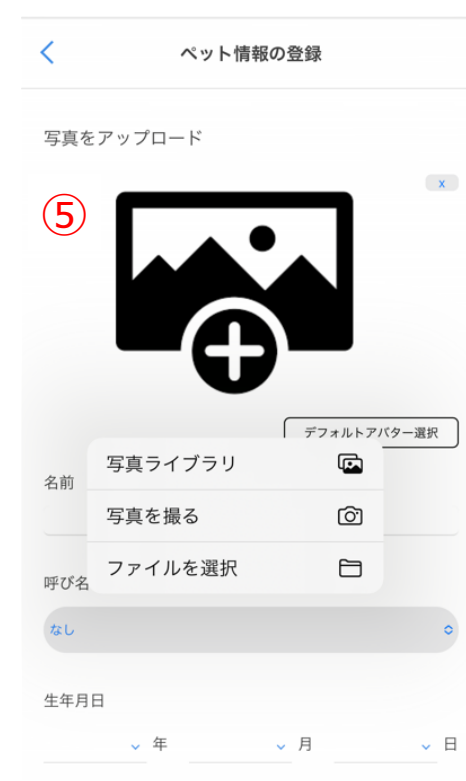 ペット情報の登録
写真をアップロード
x
⑤
デフォルトアバター選択
写真ライブラリ
名前
写真を撮る
ファイルを選択
呼び名
なし
生年月日
年 月 日